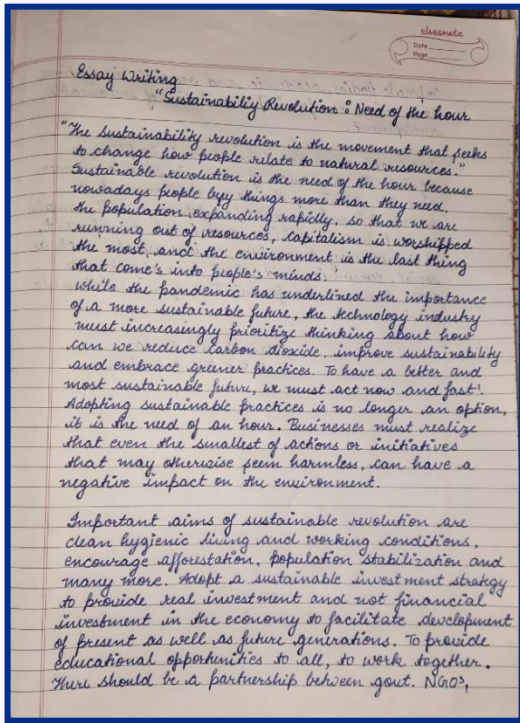 classmate
Date
Page
Essay Writing
"Sustainabiliy Revolution : Need of the hour
"The sustainability revolution is the movement that seeks
to change how people relate to natural resources."
Sustainable revolution is the need of the hour because
nowadays people byy things more than they need.
the population expanding rapidly, so that we are
running out of resources, Capitalism is worshipped
the most, and the environment is the last thing
that come's into people's minds.
while the pandemic has underlined the importance
of a more sustainable future, the technology industry
must increasingly prioritize thinking about how
can we reduce carbon dioxide, improve sustainability
and embrace greener practices. To have a better and
most sustainable future, we must act now and fast!
Adopting sustainable practices is no longer an option,
it is the need of an hour. Businesses must realize
that even the smallest of actions or initiatives
that may otherwise seem harmless, can have a
negative impact on the environment.
Important aims of sustainable revolution are
clean hygienic living and working conditions,
encourage afforestation, population stabilization and
many more. Adopt a sustainable investment strategy
to provide real investment and not financial
investment in the economy to facilitate development
of present as well as future generations. To provide
educational opportunities to all, to work together.
There should be a partnership between govt. NGOs,